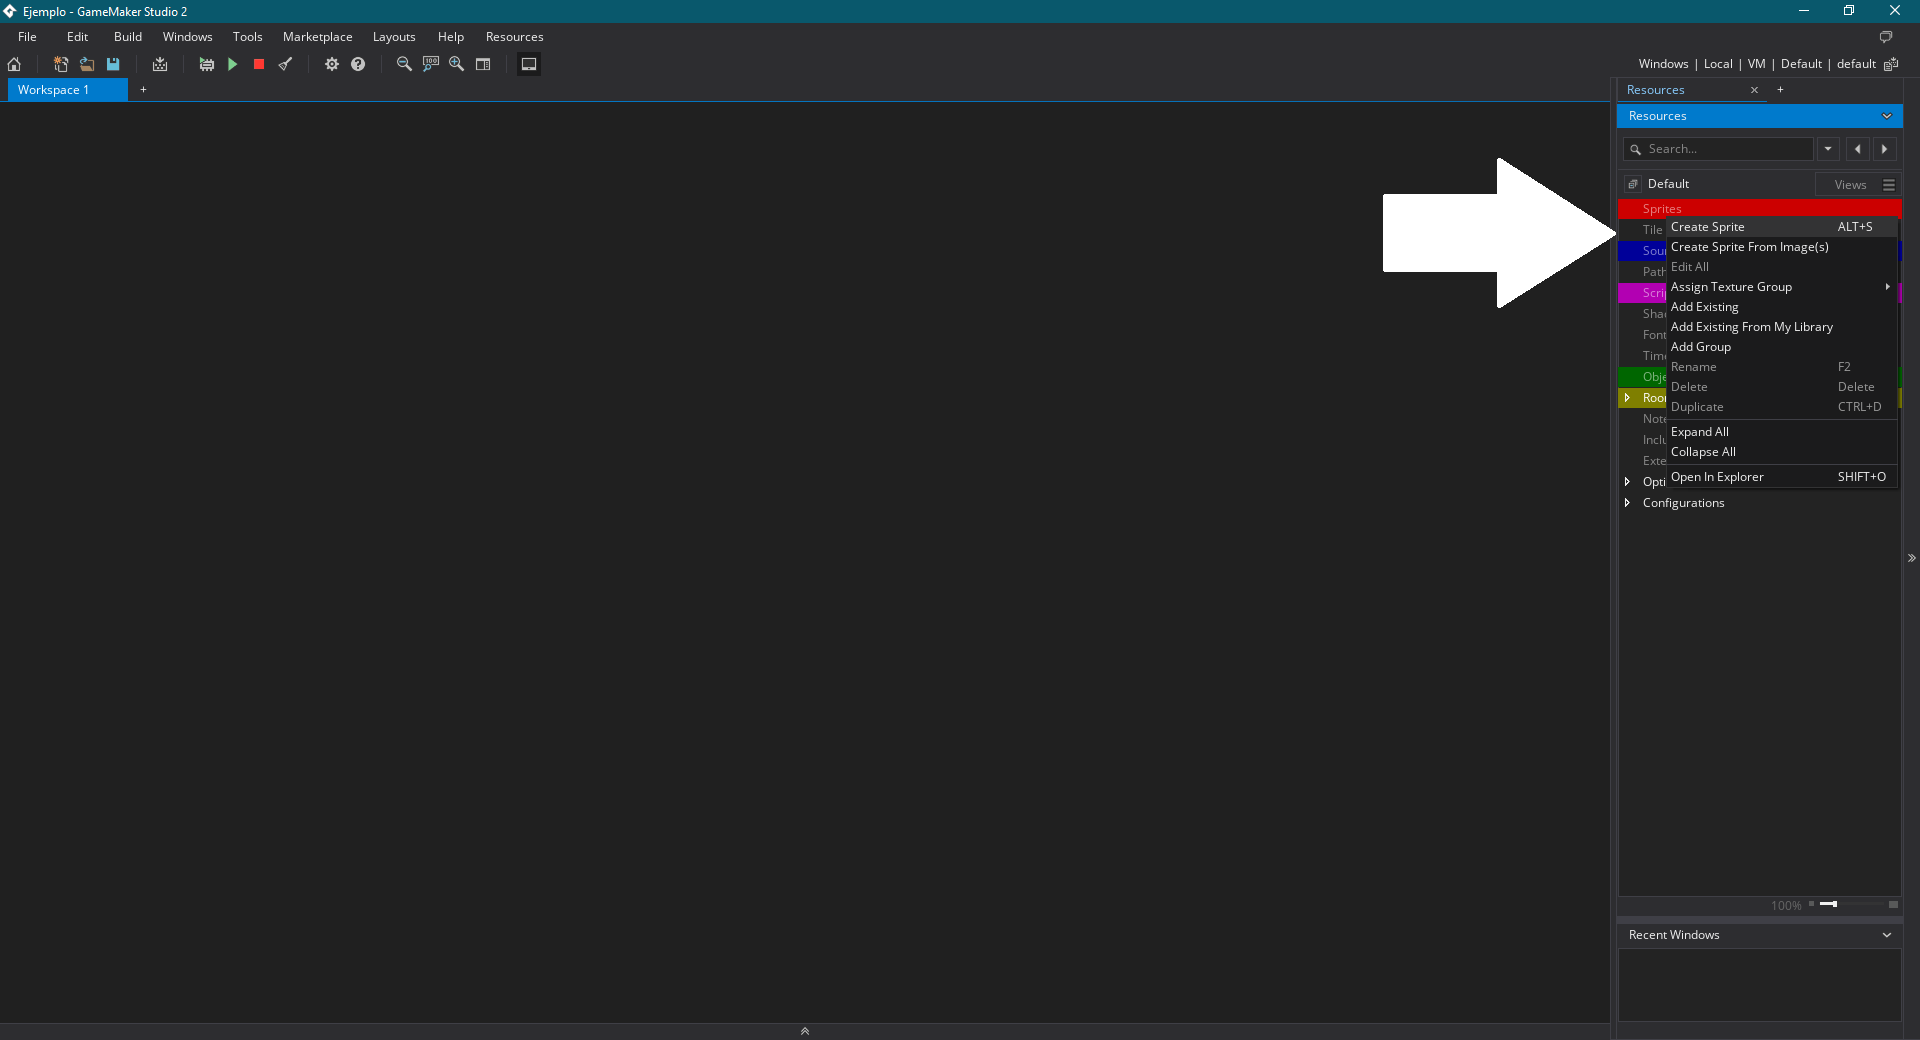 Ejemplo - GameMaker Studio 2
File Edit Build Windows Tools Marketplace Layouts Help Resources
Windows | Local | VM | Default | default
Workspace 1 +
Resources × +
Resources
Search...
Default Views
Sprites
Create Sprite ALT+S
Tile
Create Sprite From Image(s)
Sou
Edit All
Path
Assign Texture Group
Scri
Add Existing
Sha
Add Existing From My Library
Font
Add Group
Time
Rename F2
Obje
Delete Delete
Roo
Duplicate CTRL+D
Note
Expand All
Inclu
Collapse All
Exte
Open In Explorer SHIFT+O
Opti
Configurations
100%
Recent Windows